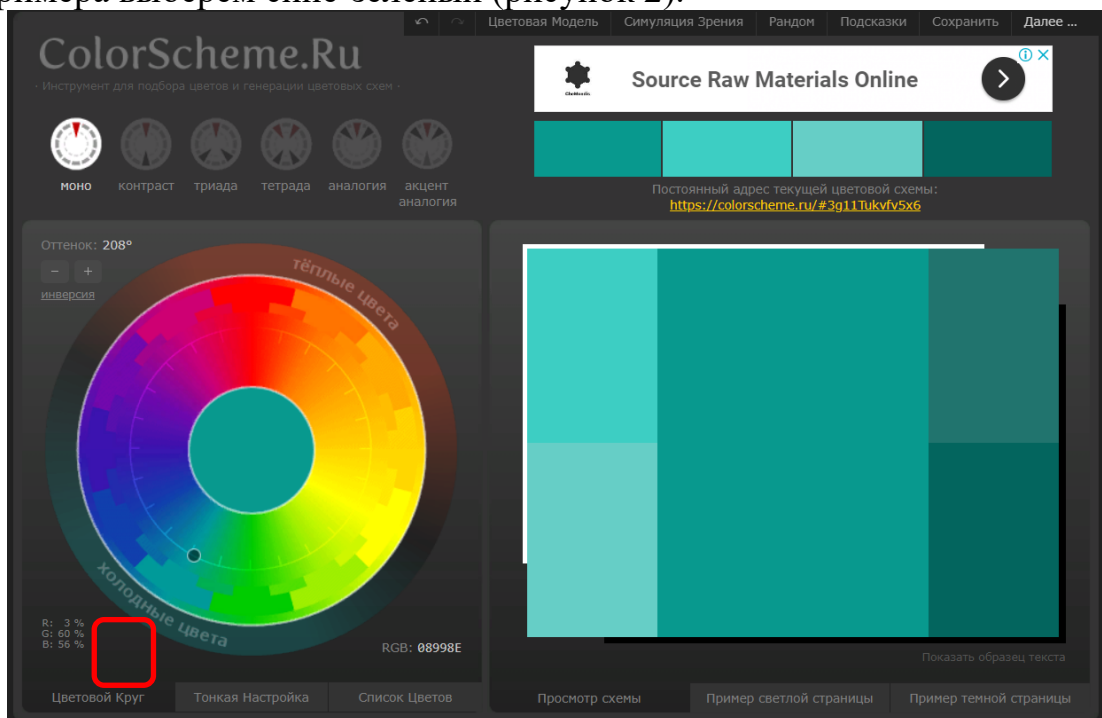 римера выберем сине-зеленый (рисунок 2).
Цветовая Модель Симуляция Зрения Рандом Подсказки Сохранить Далее ...
ColorScheme.Ru
· Инструмент для подбора цветов и генерации цветовых схем ·
Source Raw Materials Online
моно контраст триада тетрада аналогия акцент
аналогия
Постоянный адрес текущей цветовой схемы:
https://colorscheme.ru/#3g11Tukvfv5x6
Оттенок: 208°
− +
инверсия
тёплые цвета
холодные цвета
R: 3 %
G: 60 %
B: 56 %
RGB: 08998E
Показать образец текста
Цветовой Круг Тонкая Настройка Список Цветов
Просмотр схемы Пример светлой страницы Пример темной страницы